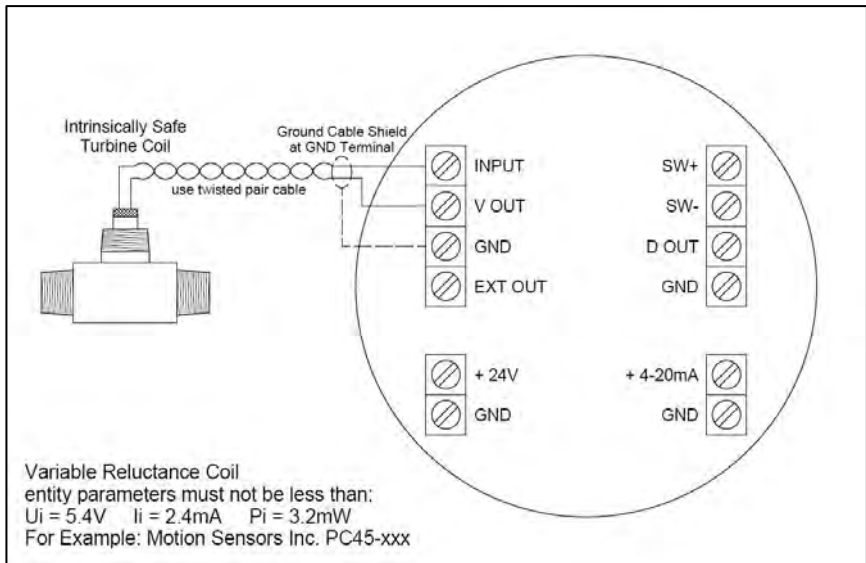 Intrinsically Safe
Turbine Coil
Ground Cable Shield
at GND Terminal
use twisted pair cable
INPUT
V OUT
GND
EXT OUT
SW+
SW-
D OUT
GND
+ 24V
GND
+ 4-20mA
GND
Variable Reluctance Coil
entity parameters must not be less than:
Ui = 5.4V Ii = 2.4mA Pi = 3.2mW
For Example: Motion Sensors Inc. PC45-xxx